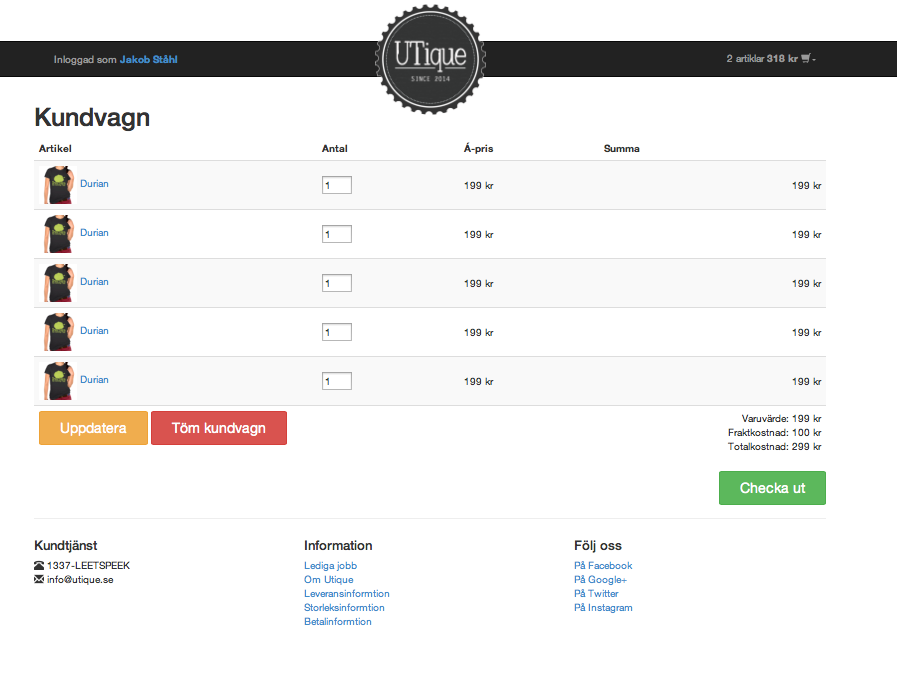 Inloggad som Jakob Ståhl
UTique
SINCE 2014
2 artiklar 318 kr
Kundvagn
Artikel Antal Á-pris Summa
Durian 1 199 kr 199 kr
Durian 1 199 kr 199 kr
Durian 1 199 kr 199 kr
Durian 1 199 kr 199 kr
Durian 1 199 kr 199 kr
Uppdatera Töm kundvagn
Varuvärde: 199 kr
Fraktkostnad: 100 kr
Totalkostnad: 299 kr
Checka ut
Kundtjänst
1337-LEETSPEEK
info@utique.se
Information
Lediga jobb
Om Utique
Leveransinformtion
Storleksinformtion
Betalinformtion
Följ oss
På Facebook
På Google+
På Twitter
På Instagram